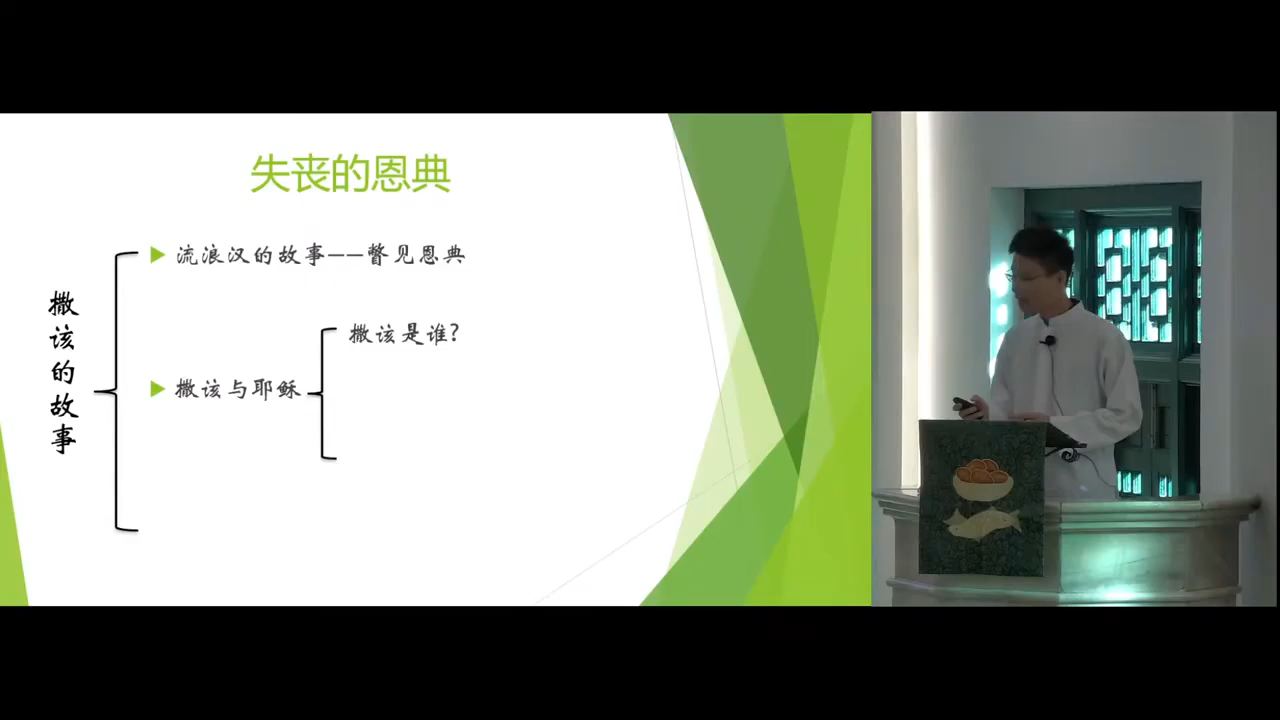 失丧的恩典
撒该的故事
流浪汉的故事——瞥见恩典
撒该与耶稣
撒该是谁?